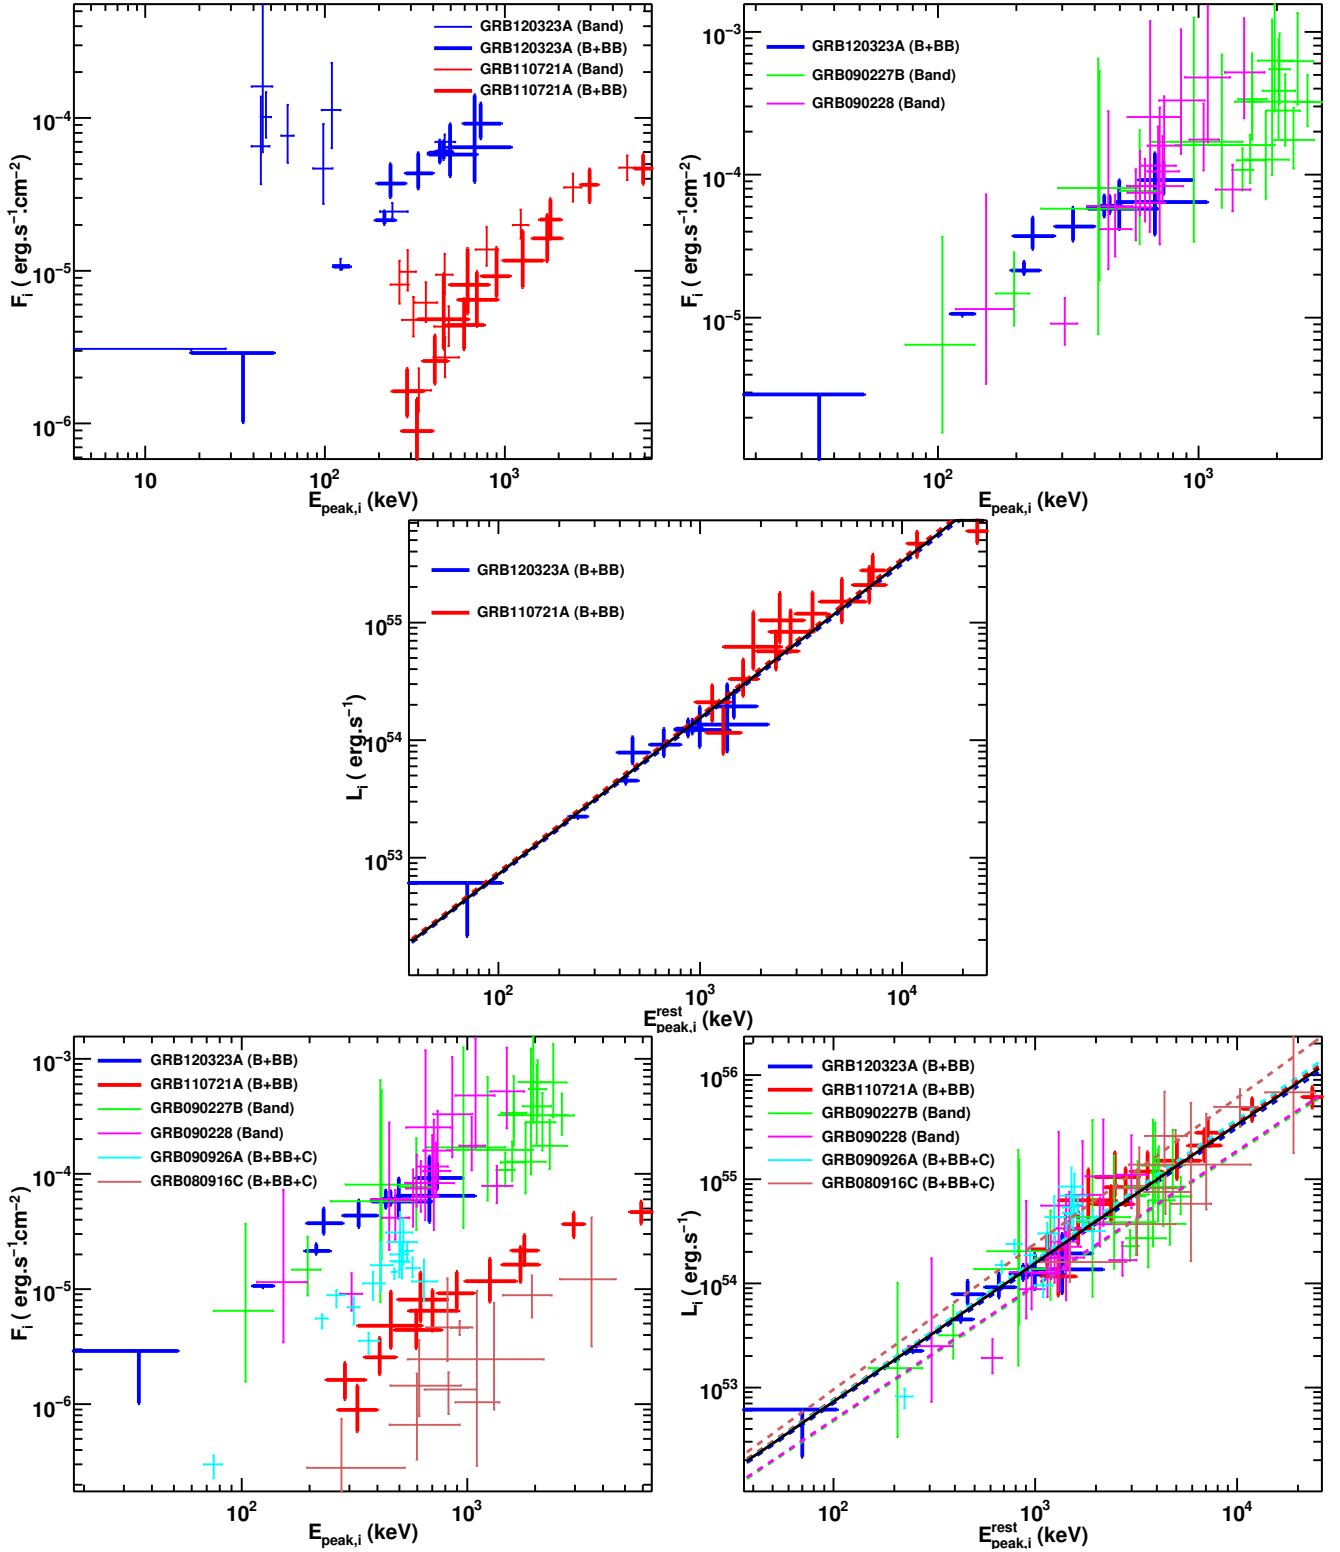 GRB120323A (Band)
GRB120323A (B+BB)
GRB110721A (Band)
GRB110721A (B+BB)
10⁻⁴
10⁻⁵
10⁻⁶
F_i ( erg.s⁻¹.cm⁻²)
10 10² 10³
E_peak,i (keV)
GRB120323A (B+BB)
GRB090227B (Band)
GRB090228 (Band)
10⁻³
10⁻⁴
10⁻⁵
F_i ( erg.s⁻¹.cm⁻²)
10² 10³
E_peak,i (keV)
GRB120323A (B+BB)
GRB110721A (B+BB)
10⁵⁵
10⁵⁴
10⁵³
L_i ( erg.s⁻¹)
10² 10³ 10⁴
E^rest_peak,i (keV)
GRB120323A (B+BB)
GRB110721A (B+BB)
GRB090227B (Band)
GRB090228 (Band)
GRB090926A (B+BB+C)
GRB080916C (B+BB+C)
10⁻³
10⁻⁴
10⁻⁵
10⁻⁶
F_i ( erg.s⁻¹.cm⁻²)
10² 10³
E_peak,i (keV)
GRB120323A (B+BB)
GRB110721A (B+BB)
GRB090227B (Band)
GRB090228 (Band)
GRB090926A (B+BB+C)
GRB080916C (B+BB+C)
10⁵⁶
10⁵⁵
10⁵⁴
10⁵³
L_i ( erg.s⁻¹)
10² 10³ 10⁴
E^rest_peak,i (keV)